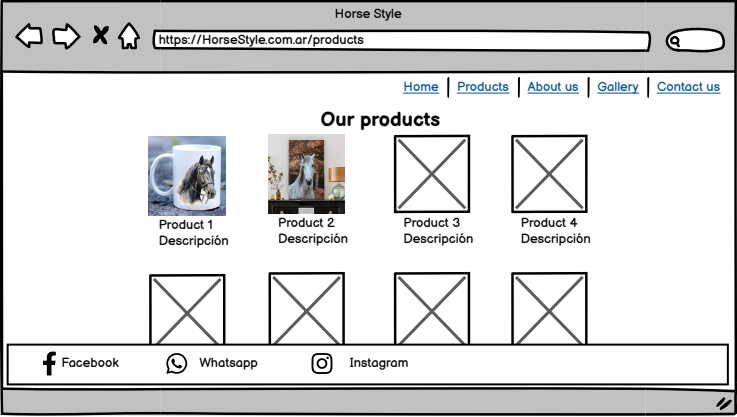 Horse Style
https://HorseStyle.com.ar/products
Home Products About us Gallery Contact us
Our products
Product 1 Product 2 Product 3 Product 4
Descripción Descripción Descripción Descripción
Facebook Whatsapp Instagram